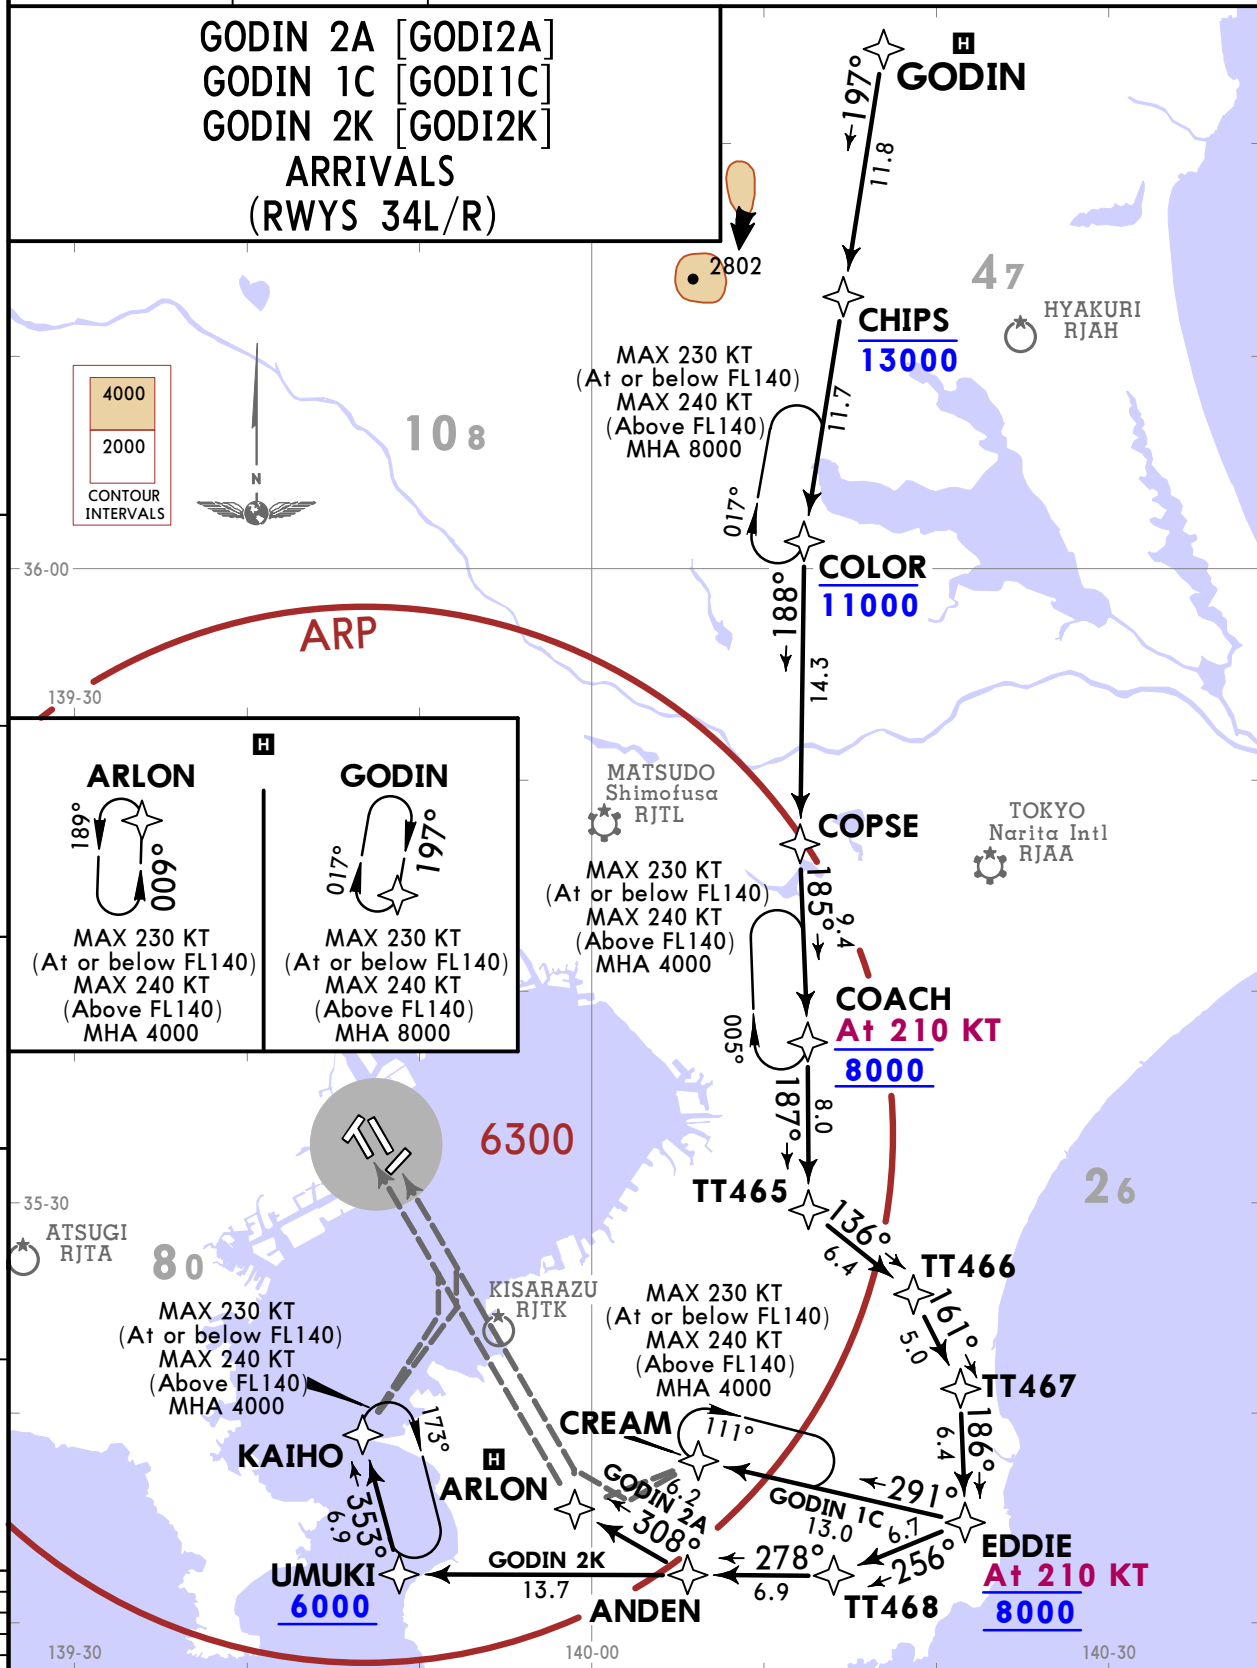 GODIN 2A [GODI2A]
GODIN 1C [GODI1C]
GODIN 2K [GODI2K]
ARRIVALS
(RWYS 34L/R)
H
GODIN
197°
11.8
2802
47
HYAKURI
RJAH
CHIPS
13000
MAX 230 KT
(At or below FL140)
MAX 240 KT
(Above FL140)
MHA 8000
11.7
017°
4000
2000
CONTOUR
INTERVALS
N
10 8
36-00
COLOR
11000
188°
14.3
ARP
139-30
H
ARLON
189°
009°
MAX 230 KT
(At or below FL140)
MAX 240 KT
(Above FL140)
MHA 4000
GODIN
017°
197°
MAX 230 KT
(At or below FL140)
MAX 240 KT
(Above FL140)
MHA 8000
MATSUDO
Shimofusa
RJTL
COPSE
TOKYO
Narita Intl
RJAA
MAX 230 KT
(At or below FL140)
MAX 240 KT
(Above FL140)
MHA 4000
185°
9.4
005°
COACH
At 210 KT
8000
187°
8.0
6300
TT465
26
35-30
ATSUGI
RJTA
80
136°
6.4
TT466
161°
5.0
KISARAZU
RJTK
MAX 230 KT
(At or below FL140)
MAX 240 KT
(Above FL140)
MHA 4000
MAX 230 KT
(At or below FL140)
MAX 240 KT
(Above FL140)
MHA 4000
TT467
186°
6.4
CREAM
111°
KAIHO
173°
H
ARLON
GODIN 2A
6.2
308°
GODIN 1C
13.0
291°
6.7
256°
353°
6.9
EDDIE
At 210 KT
8000
UMUKI
6000
GODIN 2K
13.7
278°
6.9
ANDEN
TT468
139-30
140-00
140-30